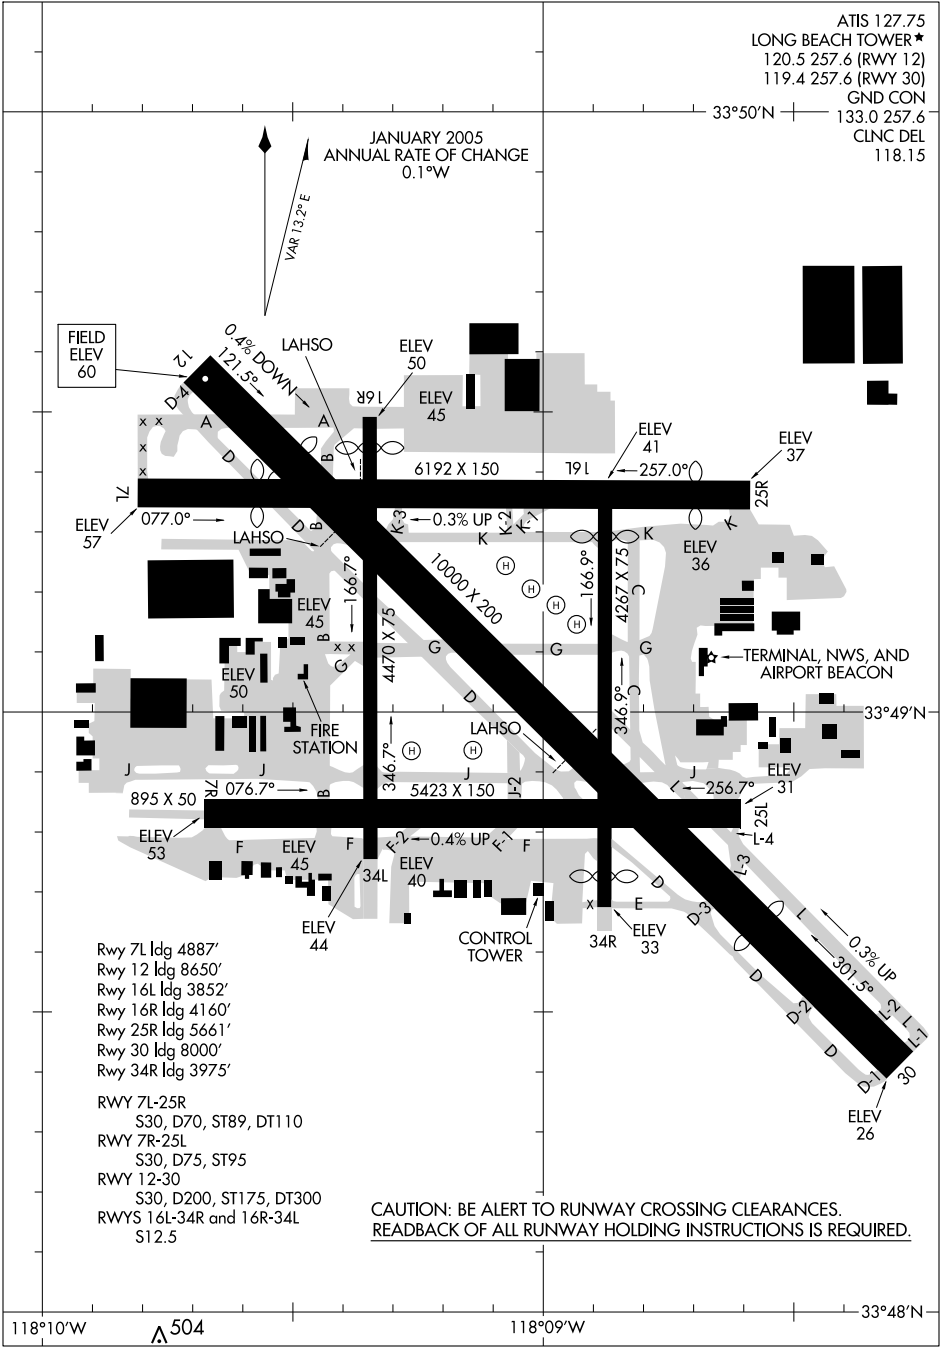 ATIS 127.75
LONG BEACH TOWER★
120.5 257.6 (RWY 12)
119.4 257.6 (RWY 30)
GND CON
133.0 257.6
CLNC DEL
118.15
33°50′N
JANUARY 2005
ANNUAL RATE OF CHANGE
0.1°W
VAR 13.2° E
FIELD
ELEV
60
12
0.4% DOWN
121.5°
LAHSO
ELEV
50
D-4
16R
ELEV
45
x x
A
A
x
x
B
D
ELEV
41
ELEV
37
6192 X 150
16L
257.0°
7L
25R
077.0°
ELEV
57
D
B
K-3
0.3% UP
K-2
K-1
K
K
K
LAHSO
ELEV
36
10000 X 200
H
H
H
H
166.7°
166.9°
4267 X 75
C
ELEV
45
B
4470 X 75
x x
G
G
G
G
ELEV
50
TERMINAL, NWS, AND
AIRPORT BEACON
D
C
346.9°
33°49′N
FIRE
STATION
LAHSO
346.7°
H
H
J
J
J
J
7R
076.7°
B
J-2
L
256.7°
ELEV
31
895 X 50
5423 X 150
25L
ELEV
53
F
ELEV
45
F
F-2
0.4% UP
F-1
F
L-4
34L
ELEV
40
L-3
D
ELEV
44
CONTROL
TOWER
x
E
34R
ELEV
33
D-3
L
0.3% UP
301.5°
D
D-2
D
L-2
L
L-1
D-1
30
ELEV
26
Rwy 7L ldg 4887′
Rwy 12 ldg 8650′
Rwy 16L ldg 3852′
Rwy 16R ldg 4160′
Rwy 25R ldg 5661′
Rwy 30 ldg 8000′
Rwy 34R ldg 3975′
RWY 7L-25R
S30, D70, ST89, DT110
RWY 7R-25L
S30, D75, ST95
RWY 12-30
S30, D200, ST175, DT300
RWYS 16L-34R and 16R-34L
S12.5
CAUTION: BE ALERT TO RUNWAY CROSSING CLEARANCES.
READBACK OF ALL RUNWAY HOLDING INSTRUCTIONS IS REQUIRED.
33°48′N
118°10′W
504
118°09′W